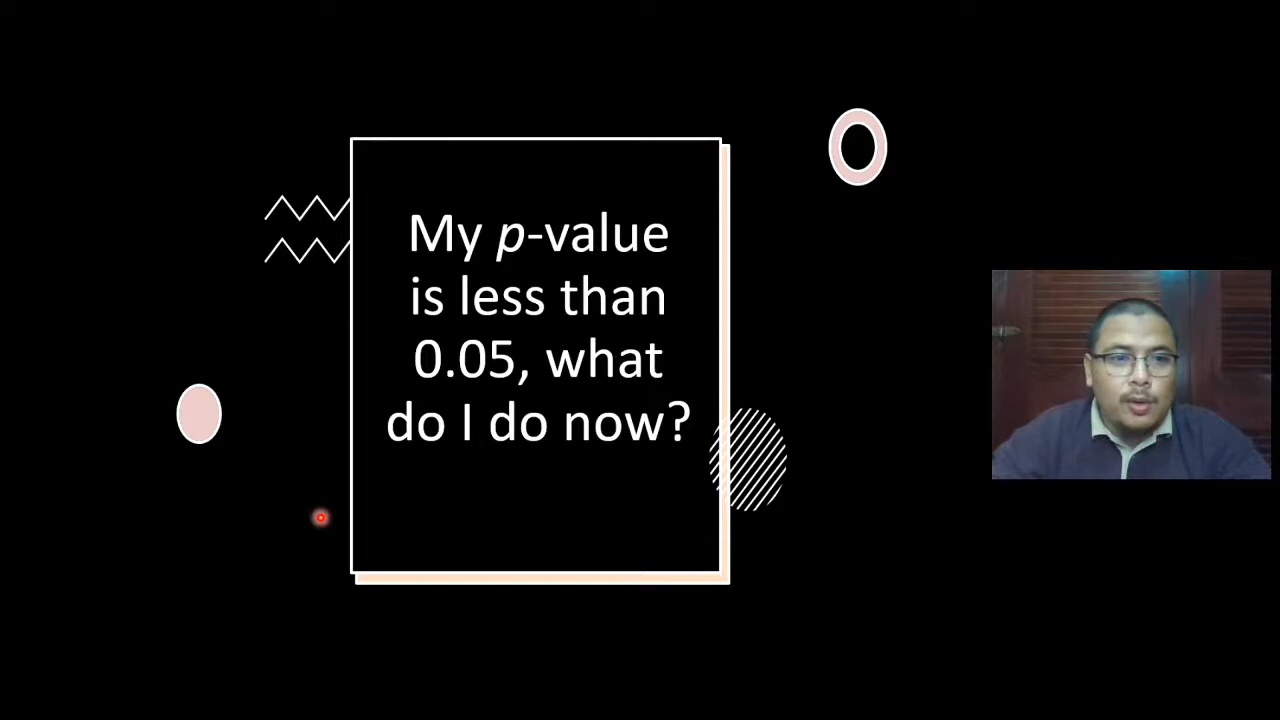 My p-value
is less than
0.05, what
do I do now?